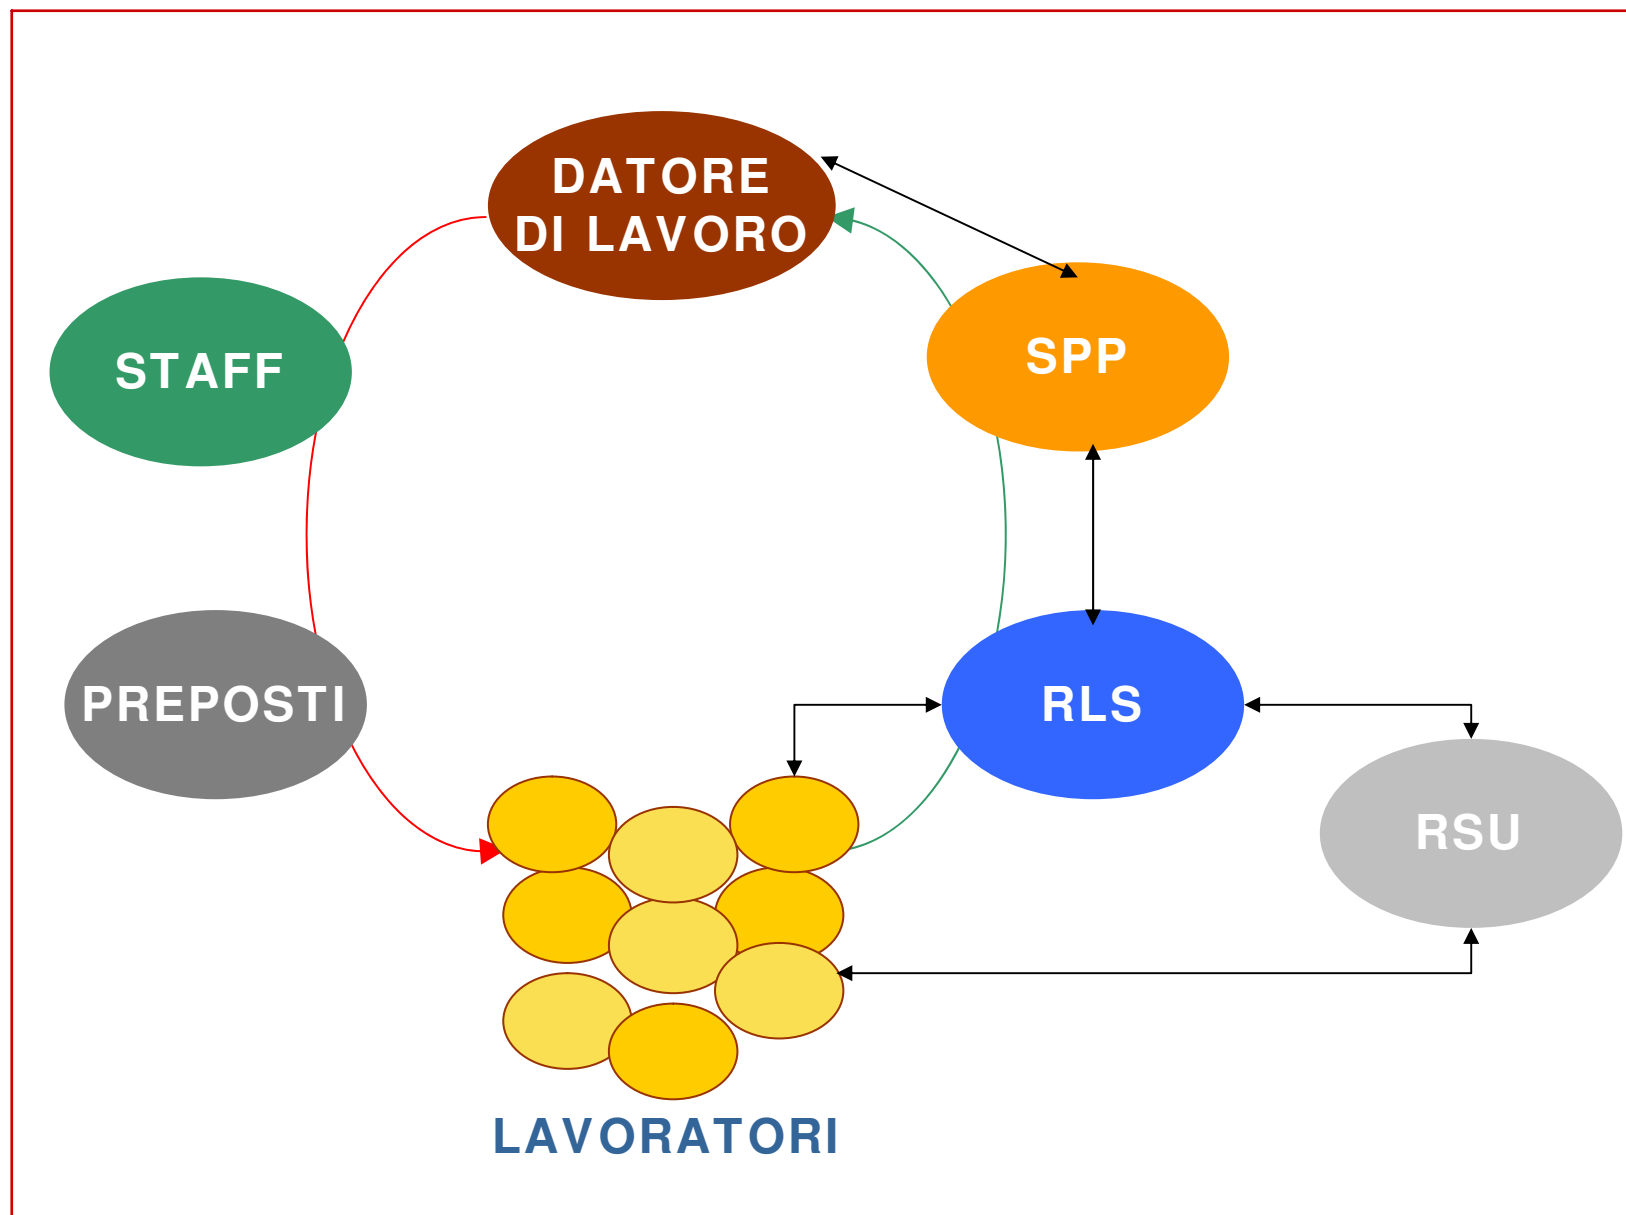 DATORE
DI LAVORO
STAFF
SPP
PREPOSTI
RLS
RSU
LAVORATORI